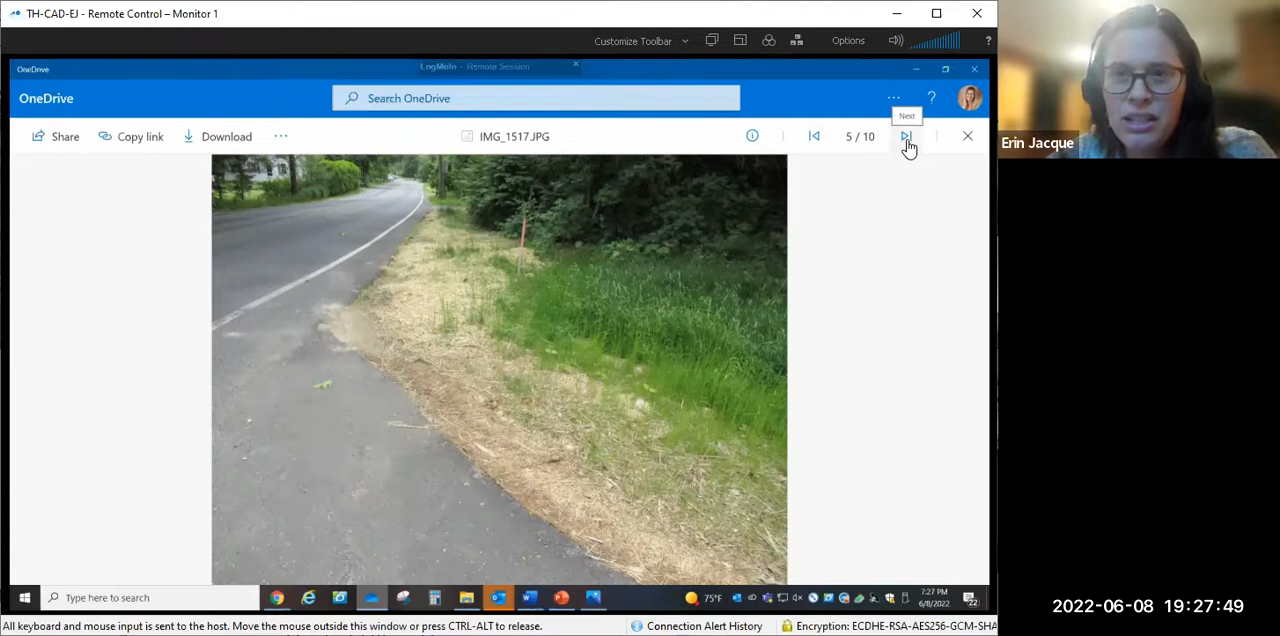 TH-CAD-EJ - Remote Control – Monitor 1
Customize Toolbar
Options
?
OneDrive
LogMeIn - Remote Session
OneDrive
Search OneDrive
?
Next
Share
Copy link
Download
IMG_1517.JPG
5 / 10
Erin Jacque
Type here to search
75°F
7:27 PM
6/8/2022
22
All keyboard and mouse input is sent to the host. Move the mouse outside this window or press CTRL-ALT to release.
Connection Alert History
Encryption: ECDHE-RSA-AES256-GCM-SHA
2022-06-08 19:27:49